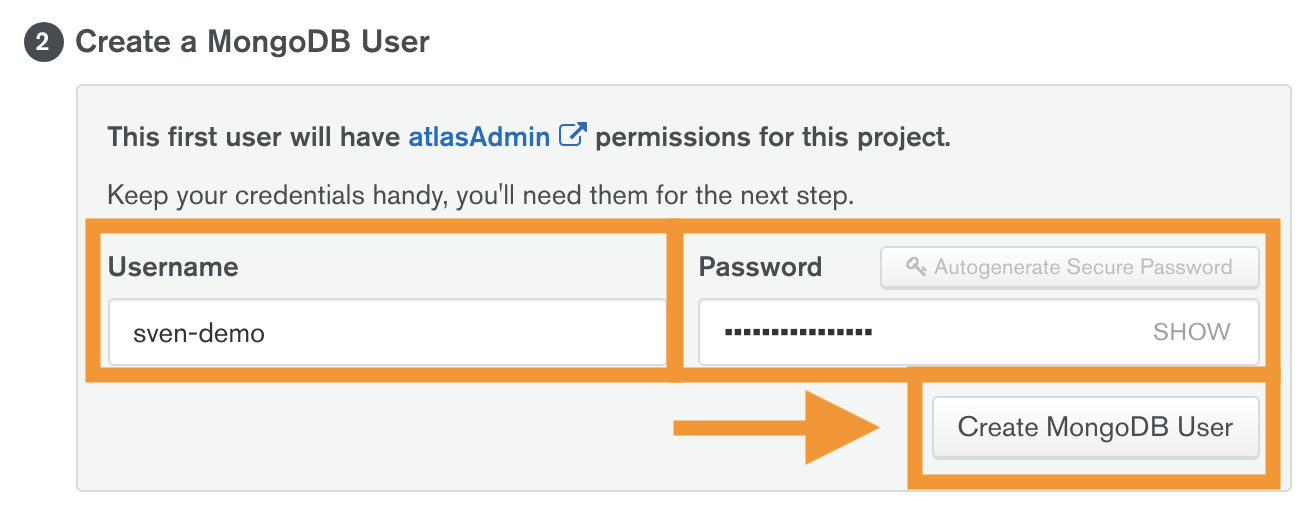 2 Create a MongoDB User
This first user will have atlasAdmin permissions for this project.
Keep your credentials handy, you'll need them for the next step.
Username
Password
Autogenerate Secure Password
sven-demo
▪▪▪▪▪▪▪▪▪▪▪▪▪▪▪▪ SHOW
Create MongoDB User